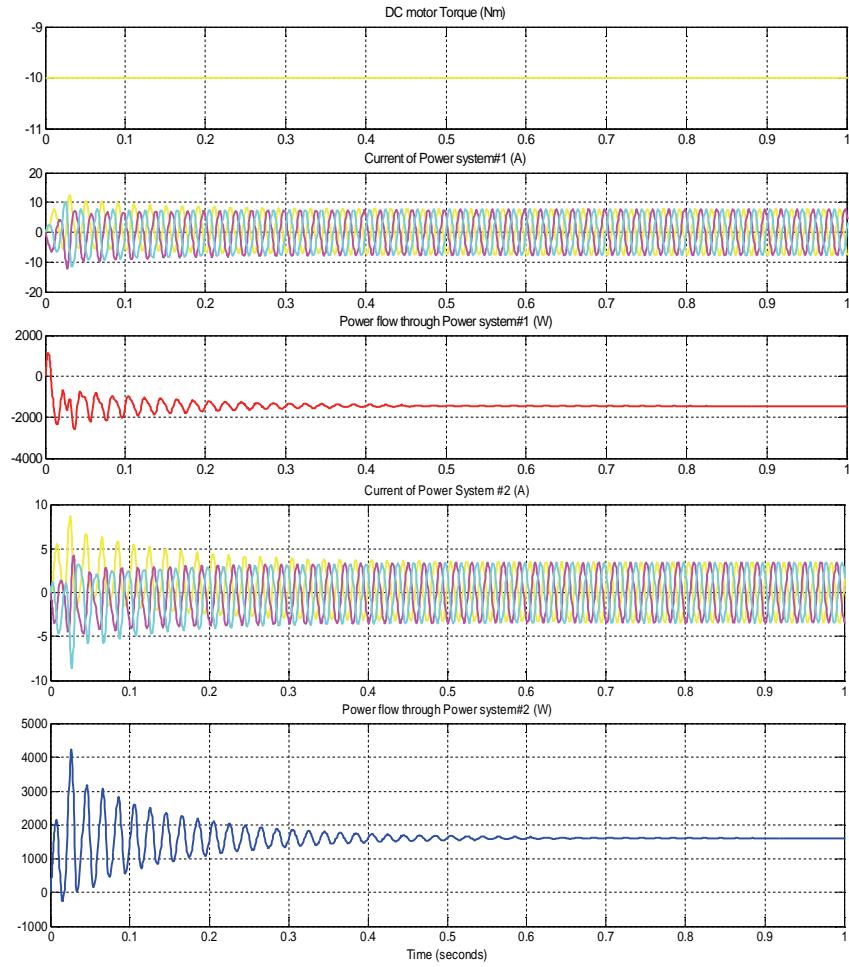 DC motor Torque (Nm)
-9
-10
-11
0 0.1 0.2 0.3 0.4 0.5 0.6 0.7 0.8 0.9 1
Current of Power system#1 (A)
20
10
0
-10
-20
0 0.1 0.2 0.3 0.4 0.5 0.6 0.7 0.8 0.9 1
Power flow through Power system#1 (W)
2000
0
-2000
-4000
0 0.1 0.2 0.3 0.4 0.5 0.6 0.7 0.8 0.9 1
Current of Power System #2 (A)
10
5
0
-5
-10
0 0.1 0.2 0.3 0.4 0.5 0.6 0.7 0.8 0.9 1
Power flow through Power system#2 (W)
5000
4000
3000
2000
1000
0
-1000
0 0.1 0.2 0.3 0.4 0.5 0.6 0.7 0.8 0.9 1
Time (seconds)